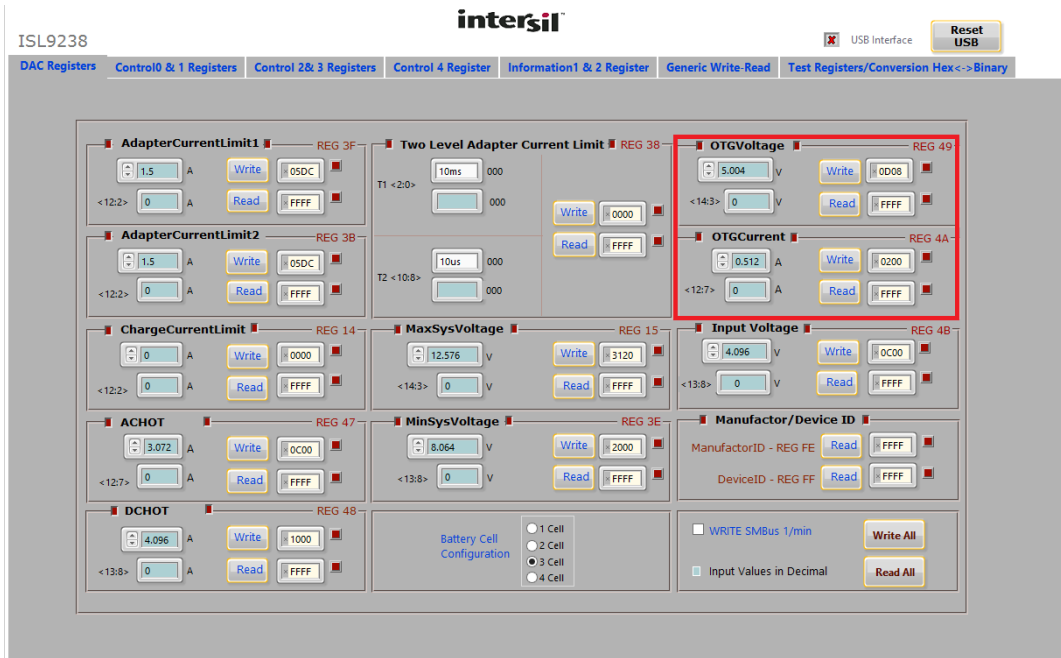 intersil
ISL9238
USB Interface
Reset USB
DAC Registers Control0 & 1 Registers Control 2& 3 Registers Control 4 Register Information1 & 2 Register Generic Write-Read Test Registers/Conversion Hex<->Binary
AdapterCurrentLimit1 REG 3F
1.5 A Write ×05DC
<12:2> 0 A Read ×FFFF
AdapterCurrentLimit2 REG 3B
1.5 A Write ×05DC
<12:2> 0 A Read ×FFFF
Two Level Adapter Current Limit REG 38
10ms 000
T1 <2:0>
000
Write ×0000
Read ×FFFF
10us 000
T2 <10:8>
000
OTGVoltage REG 49
5.004 V Write ×0D08
<14:3> 0 V Read ×FFFF
OTGCurrent REG 4A
0.512 A Write ×0200
<12:7> 0 A Read ×FFFF
ChargeCurrentLimit REG 14
0 A Write ×0000
<12:2> 0 A Read ×FFFF
MaxSysVoltage REG 15
12.576 V Write ×3120
<14:3> 0 V Read ×FFFF
Input Voltage REG 4B
4.096 V Write ×0C00
<13:8> 0 V Read ×FFFF
ACHOT REG 47
3.072 A Write ×0C00
<12:7> 0 A Read ×FFFF
MinSysVoltage REG 3E
8.064 V Write ×2000
<13:8> 0 V Read ×FFFF
Manufactor/Device ID
ManufactorID - REG FE Read ×FFFF
DeviceID - REG FF Read ×FFFF
DCHOT REG 48
4.096 A Write ×1000
<13:8> 0 A Read ×FFFF
Battery Cell Configuration
1 Cell
2 Cell
3 Cell
4 Cell
WRITE SMBus 1/min Write All
Input Values in Decimal Read All